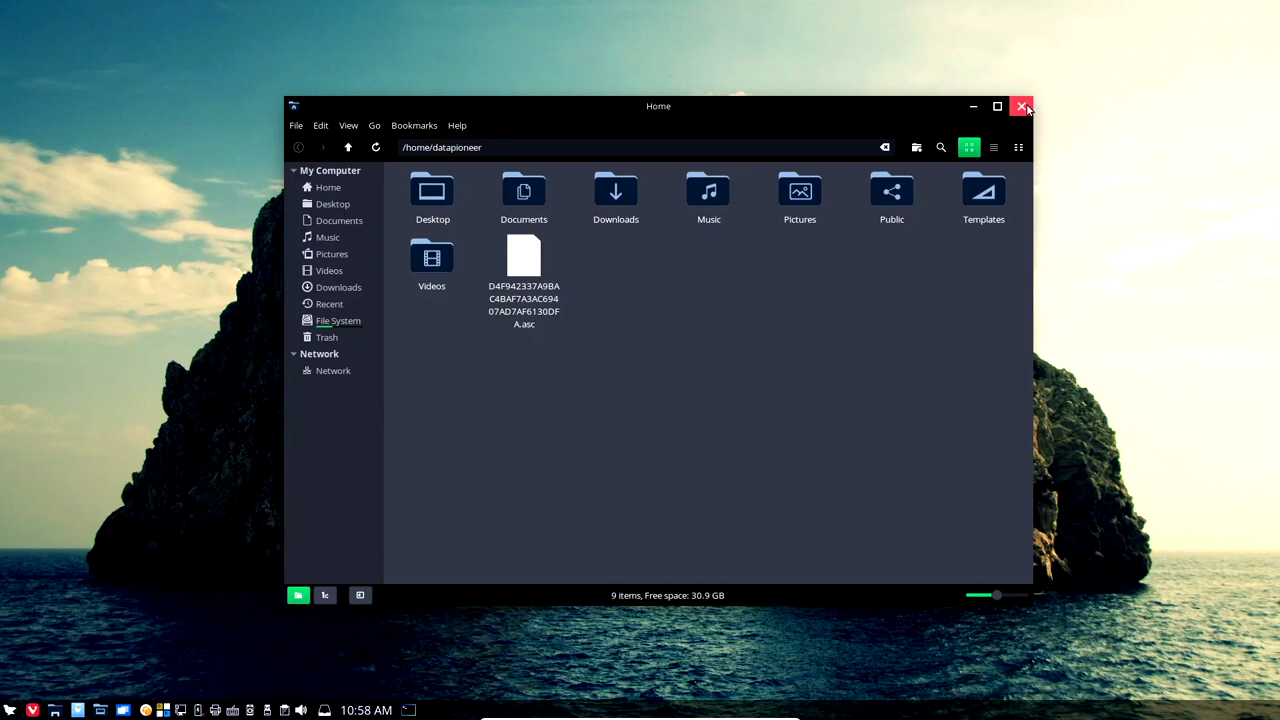 Home
File Edit View Go Bookmarks Help
/home/datapioneer
My Computer
Home
Desktop
Documents
Music
Pictures
Videos
Downloads
Recent
File System
Trash
Network
Network
Desktop Documents Downloads Music Pictures Public Templates
Videos
D4F942337A9BA
C4BAF7A3AC694
07AD7AF6130DF
A.asc
9 items, Free space: 30.9 GB
10:58 AM